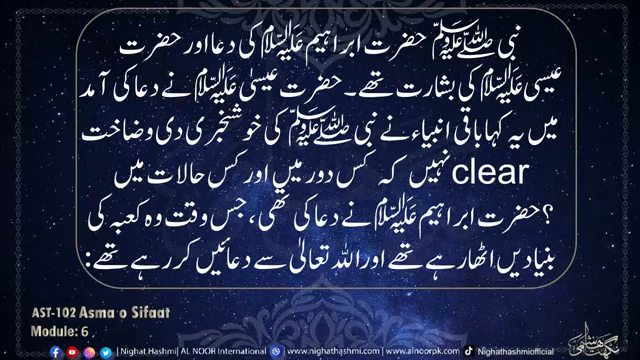 نبی ﷺ حضرت ابراہیم علیہ السلام کی دعا اور حضرت
عیسیٰ علیہ السلام کی بشارت تھے۔ حضرت عیسیٰ علیہ السلام نے دعا کی آمد
میں یہ کہا باقی انبیاء نے نبی ﷺ کی خوشخبری دی وضاحت
clear نہیں کہ کس دور میں اور کس حالات میں
؟ حضرت ابراہیم علیہ السلام نے دعا کی تھی، جس وقت وہ کعبہ کی
بنیادیں اٹھا رہے تھے اور اللہ تعالیٰ سے دعائیں کر رہے تھے:
AST-102 Asma o Sifaat
Module: 6
| Nighat Hashmi| AL NOOR International
www.nighathashmi.com | www.alnoorpk.com |
Nighathashmiofficial